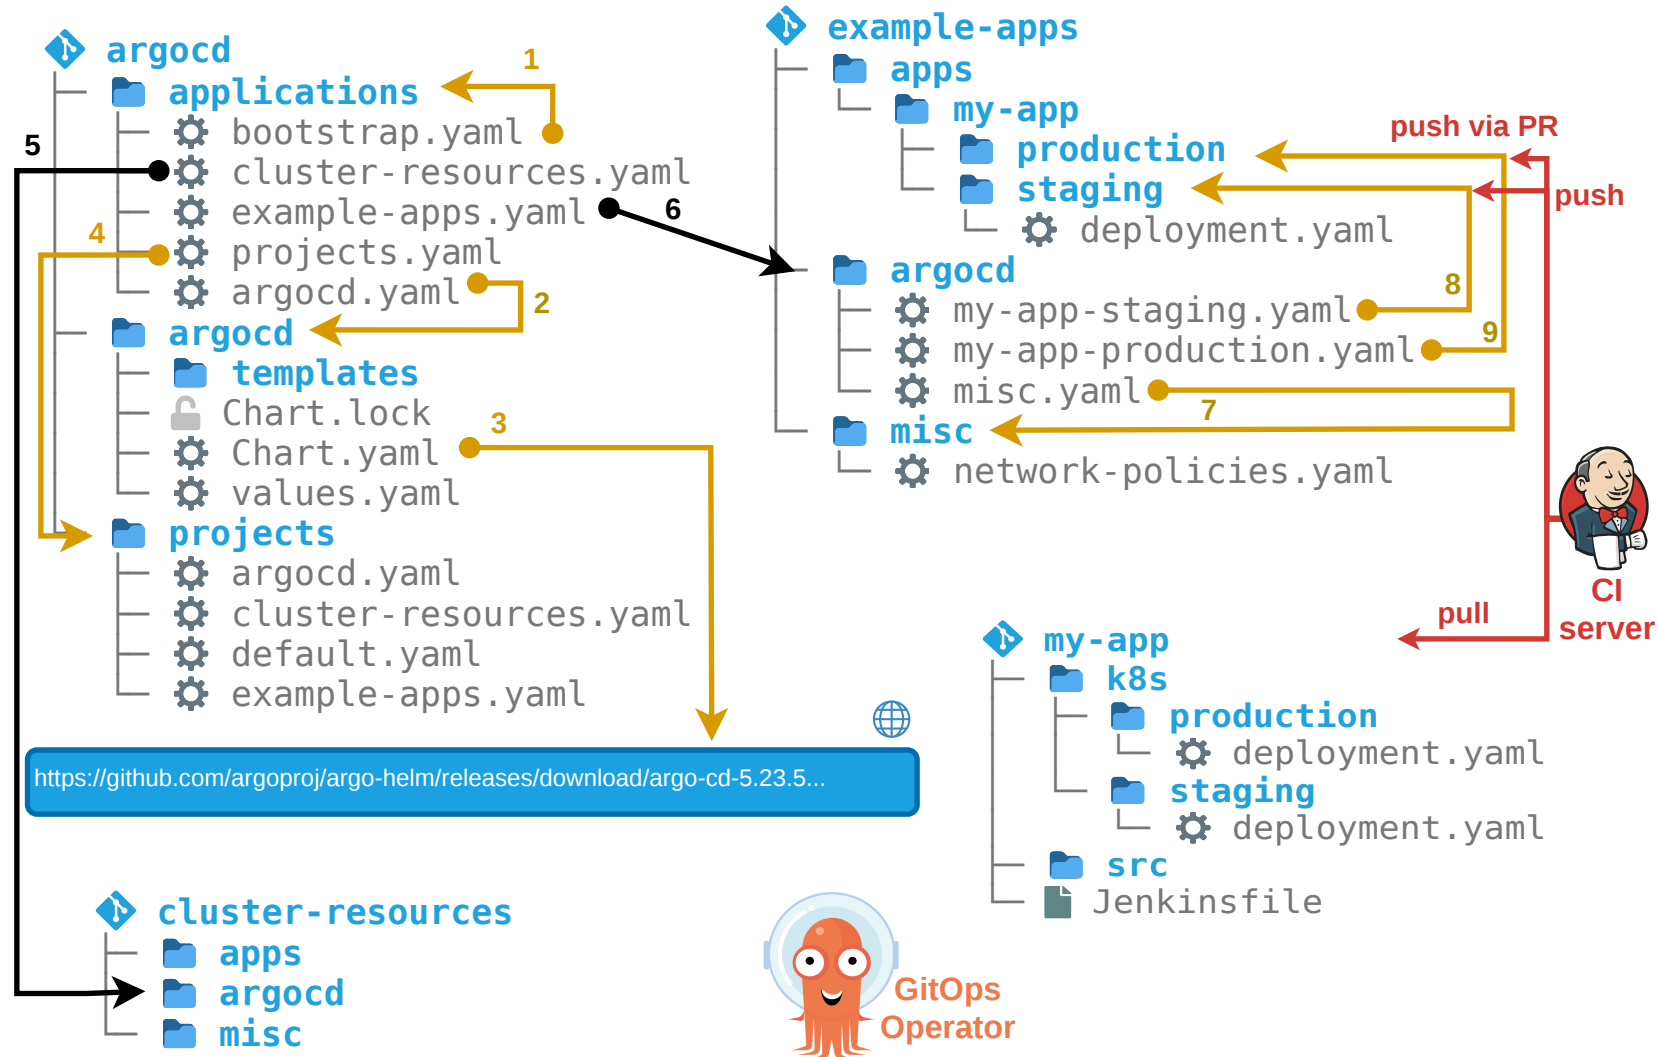 argocd
applications
1
bootstrap.yaml
5
cluster-resources.yaml
example-apps.yaml
6
4
projects.yaml
argocd.yaml
2
argocd
templates
Chart.lock
3
Chart.yaml
values.yaml
projects
argocd.yaml
cluster-resources.yaml
default.yaml
example-apps.yaml
https://github.com/argoproj/argo-helm/releases/download/argo-cd-5.23.5...
cluster-resources
apps
argocd
misc
example-apps
apps
my-app
push via PR
production
staging
push
deployment.yaml
argocd
8
my-app-staging.yaml
9
my-app-production.yaml
misc.yaml
7
misc
network-policies.yaml
CI
server
pull
my-app
k8s
production
deployment.yaml
staging
deployment.yaml
src
Jenkinsfile
GitOps
Operator